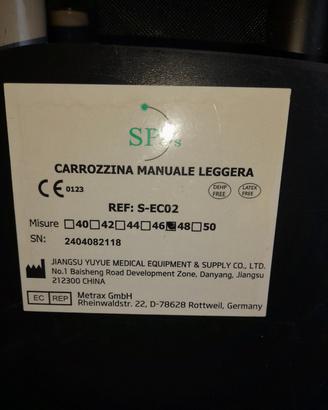 CARROZZINA MANUALE LEGGERA
CE 0123 DEHP FREE LATEX FREE
REF: S-EC02
Misure 40 42 44 46 48 50
SN: 2404082118
JIANGSU YUYUE MEDICAL EQUIPMENT & SUPPLY CO., LTD.
No.1 Baisheng Road Development Zone, Danyang, Jiangsu
212300 CHINA
EC REP Metrax GmbH
Rheinwaldstr. 22, D-78628 Rottweil, Germany